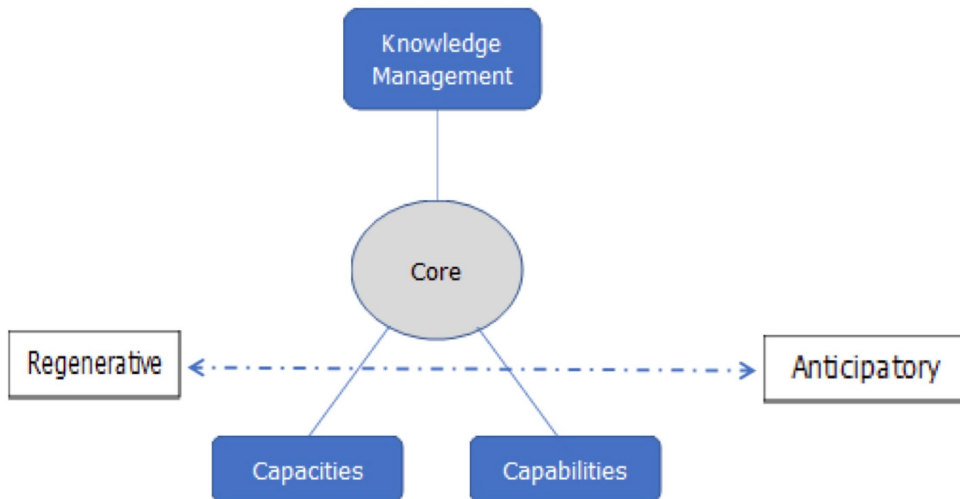 Knowledge
Management
Core
Regenerative
Anticipatory
Capacities
Capabilities